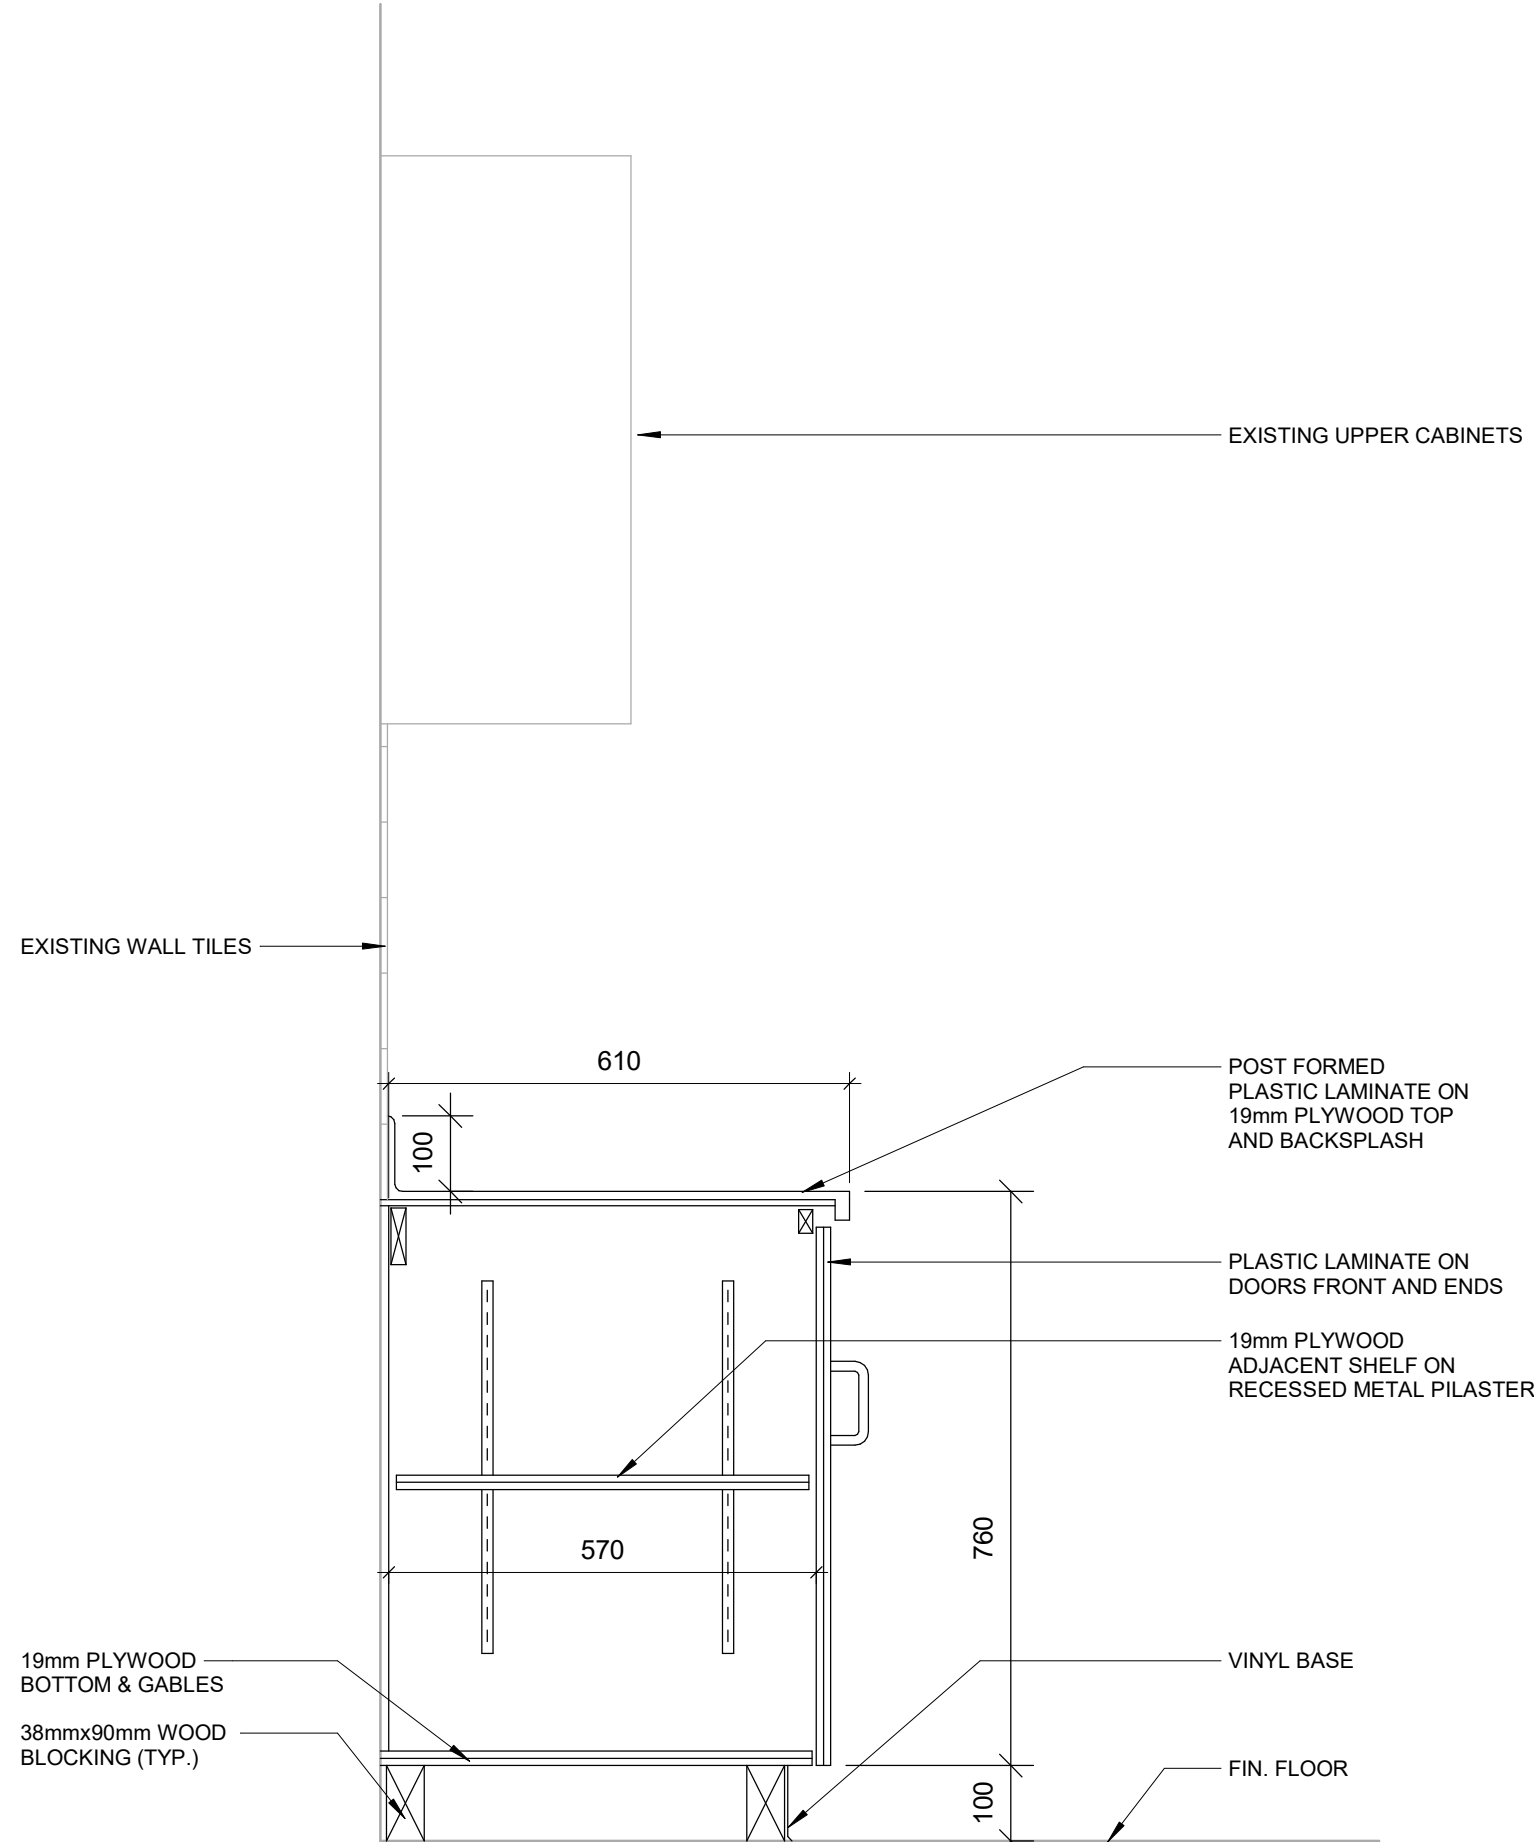 EXISTING UPPER CABINETS
EXISTING WALL TILES
610
100
POST FORMED
PLASTIC LAMINATE ON
19mm PLYWOOD TOP
AND BACKSPLASH
PLASTIC LAMINATE ON
DOORS FRONT AND ENDS
19mm PLYWOOD
ADJACENT SHELF ON
RECESSED METAL PILASTER
760
570
19mm PLYWOOD
BOTTOM & GABLES
38mmx90mm WOOD
BLOCKING (TYP.)
VINYL BASE
FIN. FLOOR
100